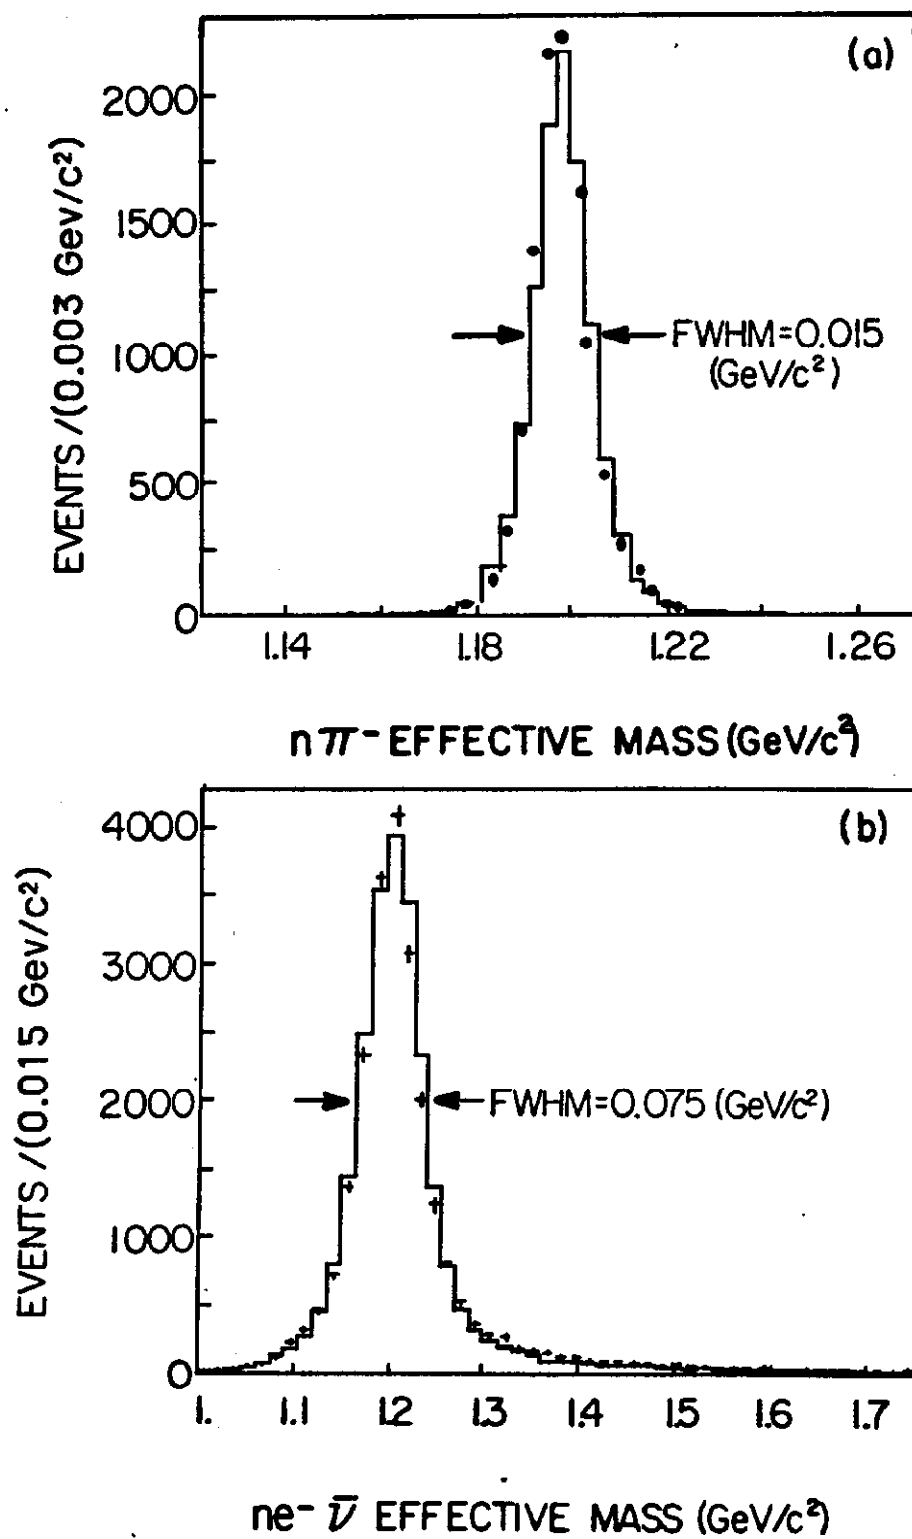 (a)
EVENTS /(0.003 Gev/c²)
2000
1500
1000
500
0
FWHM=0.015
(GeV/c²)
1.14 1.18 1.22 1.26
nπ- EFFECTIVE MASS (GeV/c²)
(b)
EVENTS /(0.015 Gev/c²)
4000
3000
2000
1000
0
FWHM=0.075 (GeV/c²)
1. 1.1 1.2 1.3 1.4 1.5 1.6 1.7
ne- ν̄ EFFECTIVE MASS (GeV/c²)